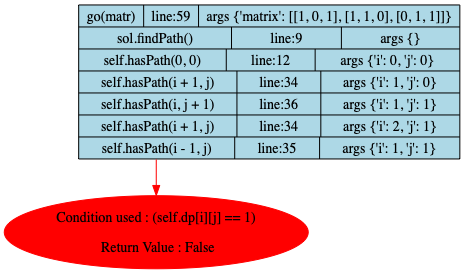 go(matr) line:59 args {'matrix': [[1, 0, 1], [1, 1, 0], [0, 1, 1]]}
sol.findPath() line:9 args {}
self.hasPath(0, 0) line:12 args {'i': 0, 'j': 0}
self.hasPath(i + 1, j) line:34 args {'i': 1, 'j': 0}
self.hasPath(i, j + 1) line:36 args {'i': 1, 'j': 1}
self.hasPath(i + 1, j) line:34 args {'i': 2, 'j': 1}
self.hasPath(i - 1, j) line:35 args {'i': 1, 'j': 1}
Condition used : (self.dp[i][j] == 1)
Return Value : False